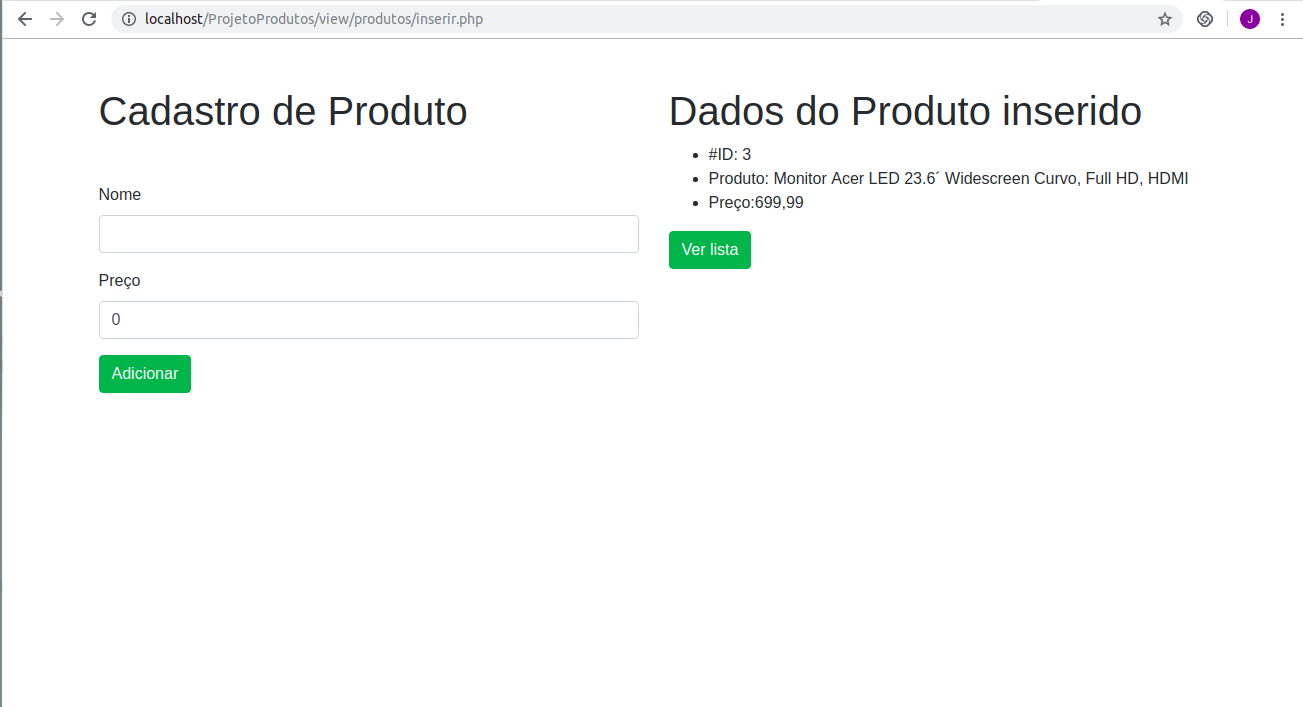 localhost/ProjetoProdutos/view/produtos/inserir.php
J
Cadastro de Produto
Nome
Preço
0
Adicionar
Dados do Produto inserido
#ID: 3
Produto: Monitor Acer LED 23.6´ Widescreen Curvo, Full HD, HDMI
Preço:699,99
Ver lista